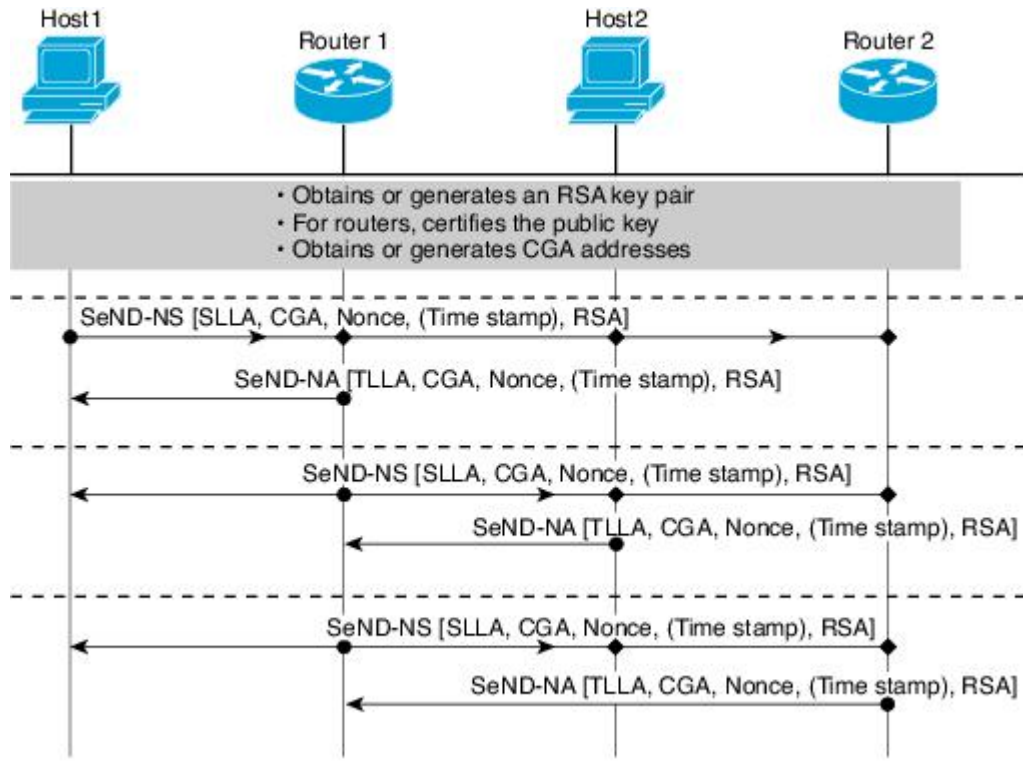 Host1
Router 1
Host2
Router 2
• Obtains or generates an RSA key pair
• For routers, certifies the public key
• Obtains or generates CGA addresses
SeND-NS [SLLA, CGA, Nonce, (Time stamp), RSA]
SeND-NA [TLLA, CGA, Nonce, (Time stamp), RSA]
SeND-NS [SLLA, CGA, Nonce, (Time stamp), RSA]
SeND-NA [TLLA, CGA, Nonce, (Time stamp), RSA]
SeND-NS [SLLA, CGA, Nonce, (Time stamp), RSA]
SeND-NA [TLLA, CGA, Nonce, (Time stamp), RSA]